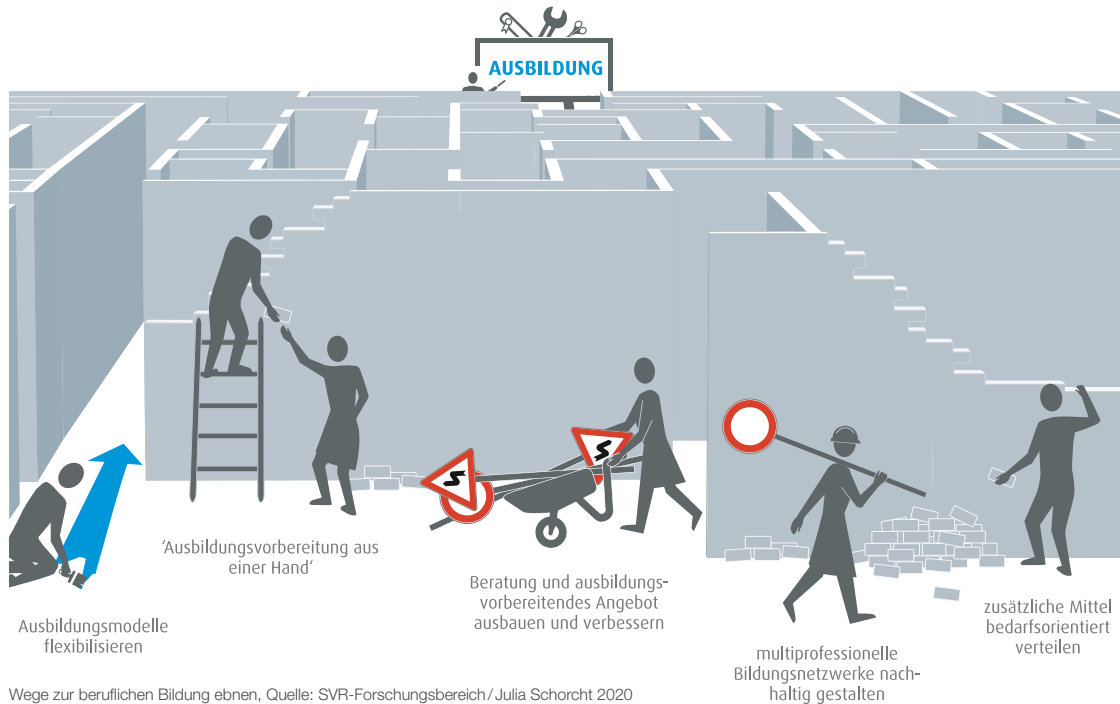 AUSBILDUNG
'Ausbildungsvorbereitung aus
einer Hand'
Ausbildungsmodelle
flexibilisieren
Beratung und ausbildungs-
vorbereitendes Angebot
ausbauen und verbessern
multiprofessionelle
Bildungsnetzwerke nach-
haltig gestalten
zusätzliche Mittel
bedarfsorientiert
verteilen
Wege zur beruflichen Bildung ebnen, Quelle: SVR-Forschungsbereich/Julia Schorcht 2020